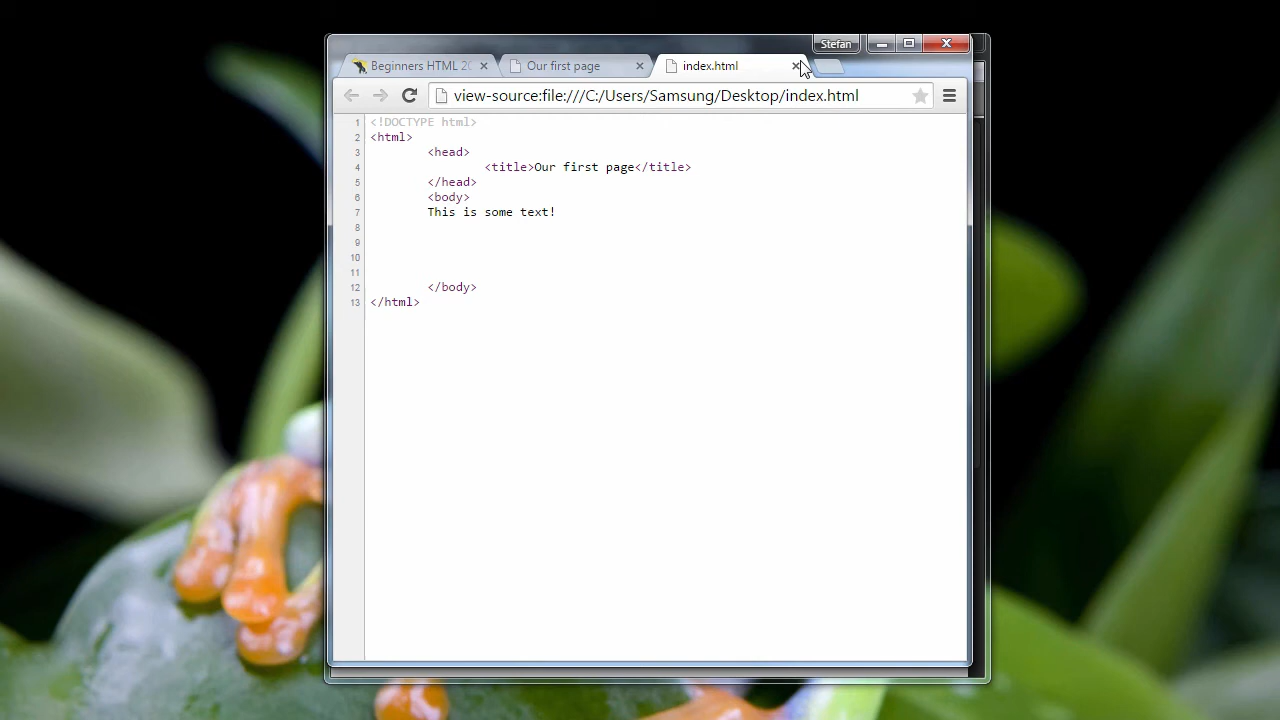 Stefan
Beginners HTML 20
Our first page
index.html
view-source:file:///C:/Users/Samsung/Desktop/index.html
1 <!DOCTYPE html>
2 <html>
3 <head>
4 <title>Our first page</title>
5 </head>
6 <body>
7 This is some text!
8
9
10
11
12 </body>
13 </html>